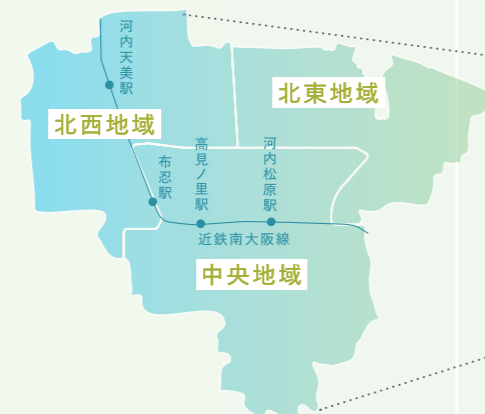 河内天美駅
北東地域
北西地域
高見ノ里駅
河内松原駅
布忍駅
近鉄南大阪線
中央地域